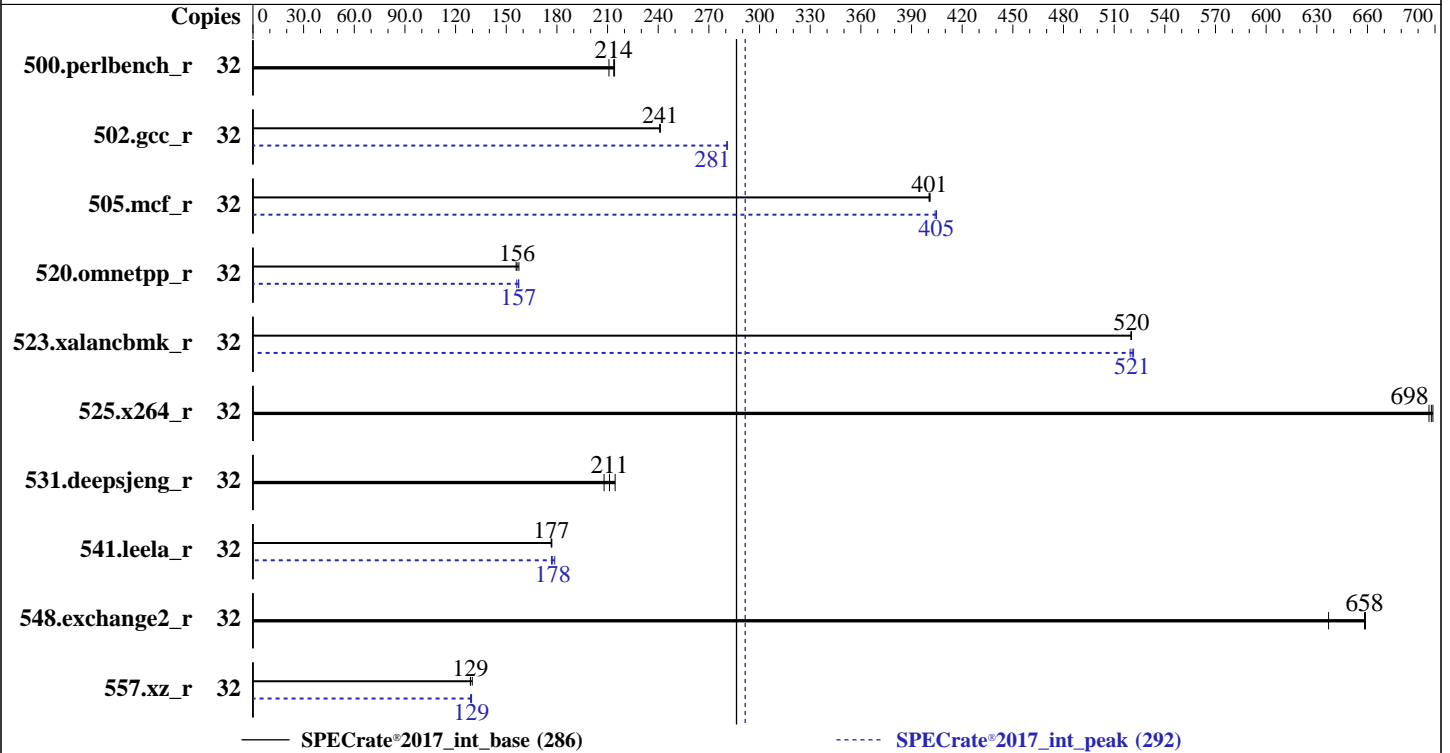 Copies 0 30.0 60.0 90.0 120 150 180 210 240 270 300 330 360 390 420 450 480 510 540 570 600 630 660 700
500.perlbench_r 32 214
502.gcc_r 32 241
281
505.mcf_r 32 401
405
520.omnetpp_r 32 156
157
523.xalancbmk_r 32 520
521
525.x264_r 32 698
531.deepsjeng_r 32 211
541.leela_r 32 177
178
548.exchange2_r 32 658
557.xz_r 32 129
129
SPECrate®2017_int_base (286) SPECrate®2017_int_peak (292)